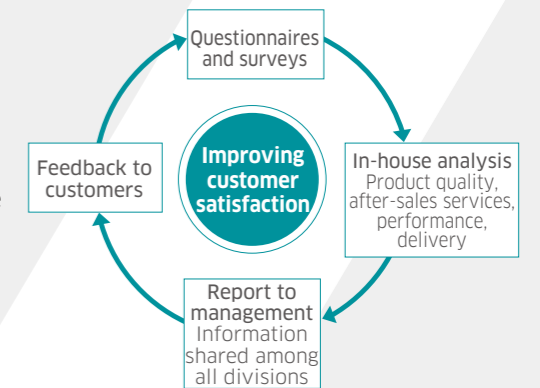 Questionnaires
and surveys
Improving
customer
satisfaction
In-house analysis
Product quality,
after-sales services,
performance,
delivery
Report to
management
Information
shared among
all divisions
Feedback to
customers
e